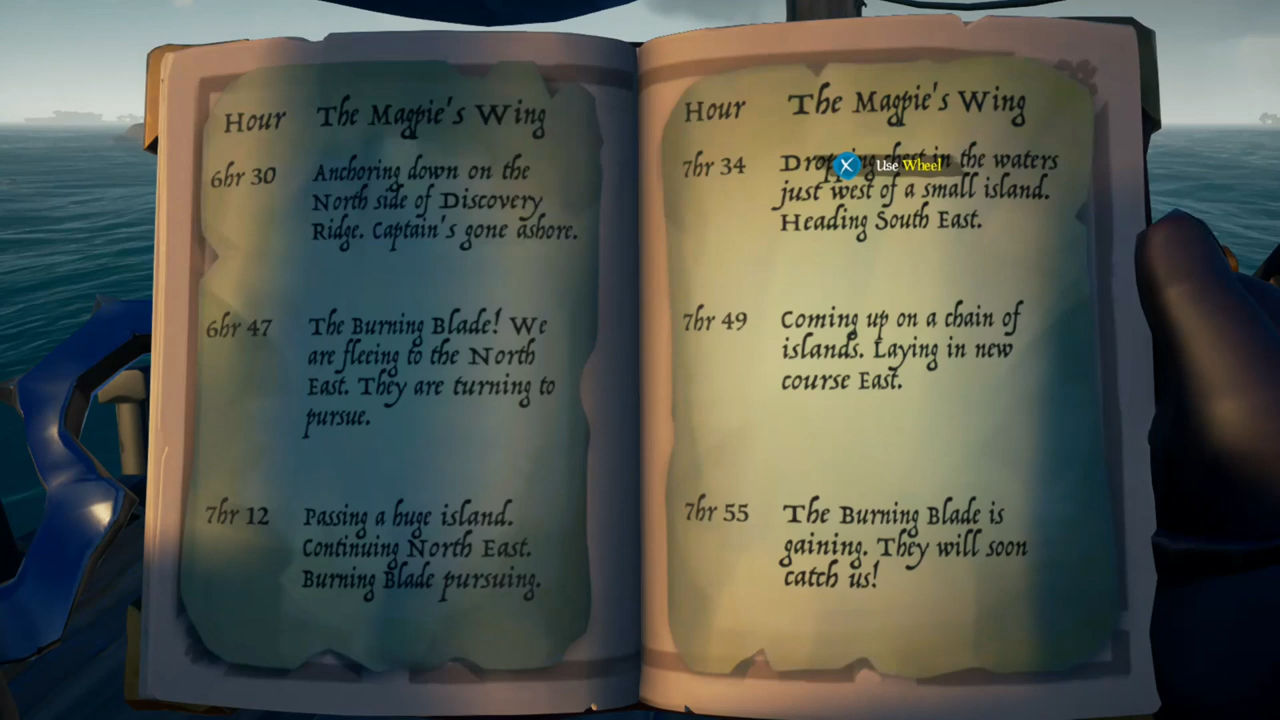 Hour The Magpie's Wing
6hr 30 Anchoring down on the
North side of Discovery
Ridge. Captain's gone ashore.
6hr 47 The Burning Blade! We
are fleeing to the North
East. They are turning to
pursue.
7hr 12 Passing a huge island.
Continuing North East.
Burning Blade pursuing.
Hour The Magpie's Wing
7hr 34 Dropping chest in the waters
just west of a small island.
Heading South East.
X Use Wheel
7hr 49 Coming up on a chain of
islands. Laying in new
course East.
7hr 55 The Burning Blade is
gaining. They will soon
catch us!